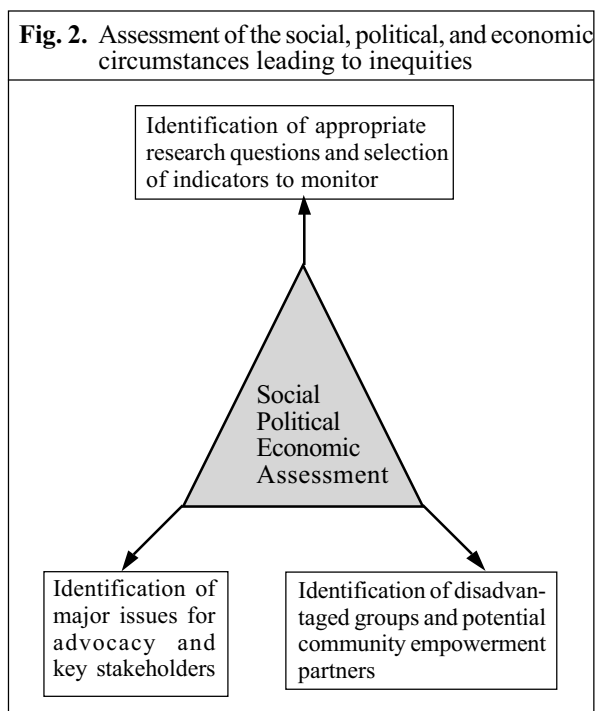 Fig. 2. Assessment of the social, political, and economic
circumstances leading to inequities
Identification of appropriate
research questions and selection
of indicators to monitor
Social
Political
Economic
Assessment
Identification of
major issues for
advocacy and
key stakeholders
Identification of disadvan-
taged groups and potential
community empowerment
partners